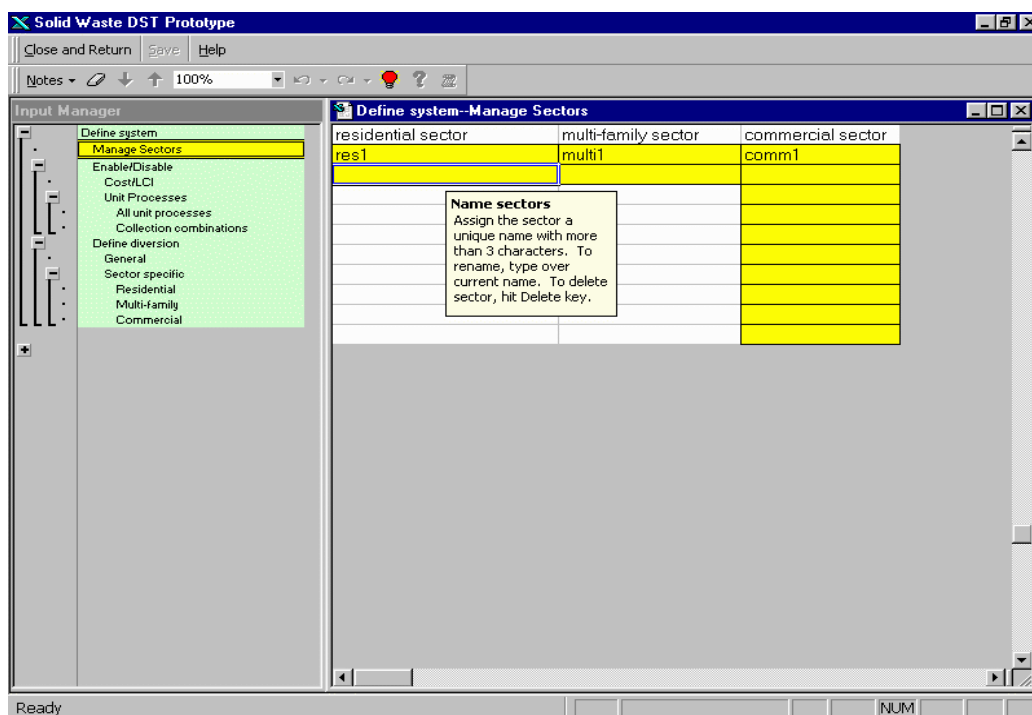 Solid Waste DST Prototype
Close and Return Save Help
Notes 100%
Input Manager
Define system
Manage Sectors
Enable/Disable
Cost/LCI
Unit Processes
All unit processes
Collection combinations
Define diversion
General
Sector specific
Residential
Multi-family
Commercial
Define system--Manage Sectors
residential sector multi-family sector commercial sector
res1 multi1 comm1
Name sectors
Assign the sector a
unique name with more
than 3 characters. To
rename, type over
current name. To delete
sector, hit Delete key.
Ready NUM